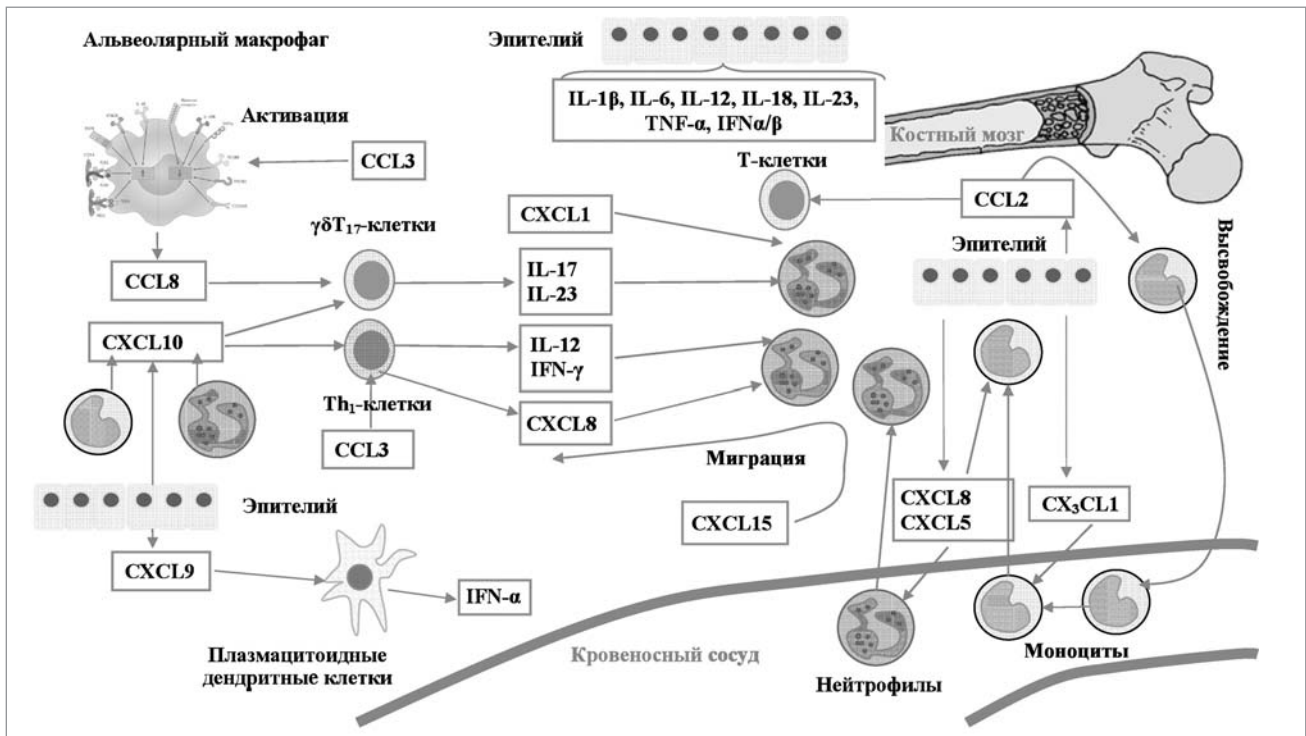 Альвеолярный макрофаг
Эпителий
IL-1β, IL-6, IL-12, IL-18, IL-23,
TNF-α, IFNα/β
Костный мозг
Активация
CCL3
Т-клетки
CCL2
CXCL1
γδT₁₇-клетки
Эпителий
Высвобождение
CCL8
IL-17
IL-23
CXCL10
IL-12
IFN-γ
Th₁-клетки
CXCL8
CCL3
Миграция
CXCL8
CXCL5
CX₃CL1
Эпителий
CXCL15
CXCL9
IFN-α
Плазмацитоидные
дендритные клетки
Кровеносный сосуд
Моноциты
Нейтрофилы